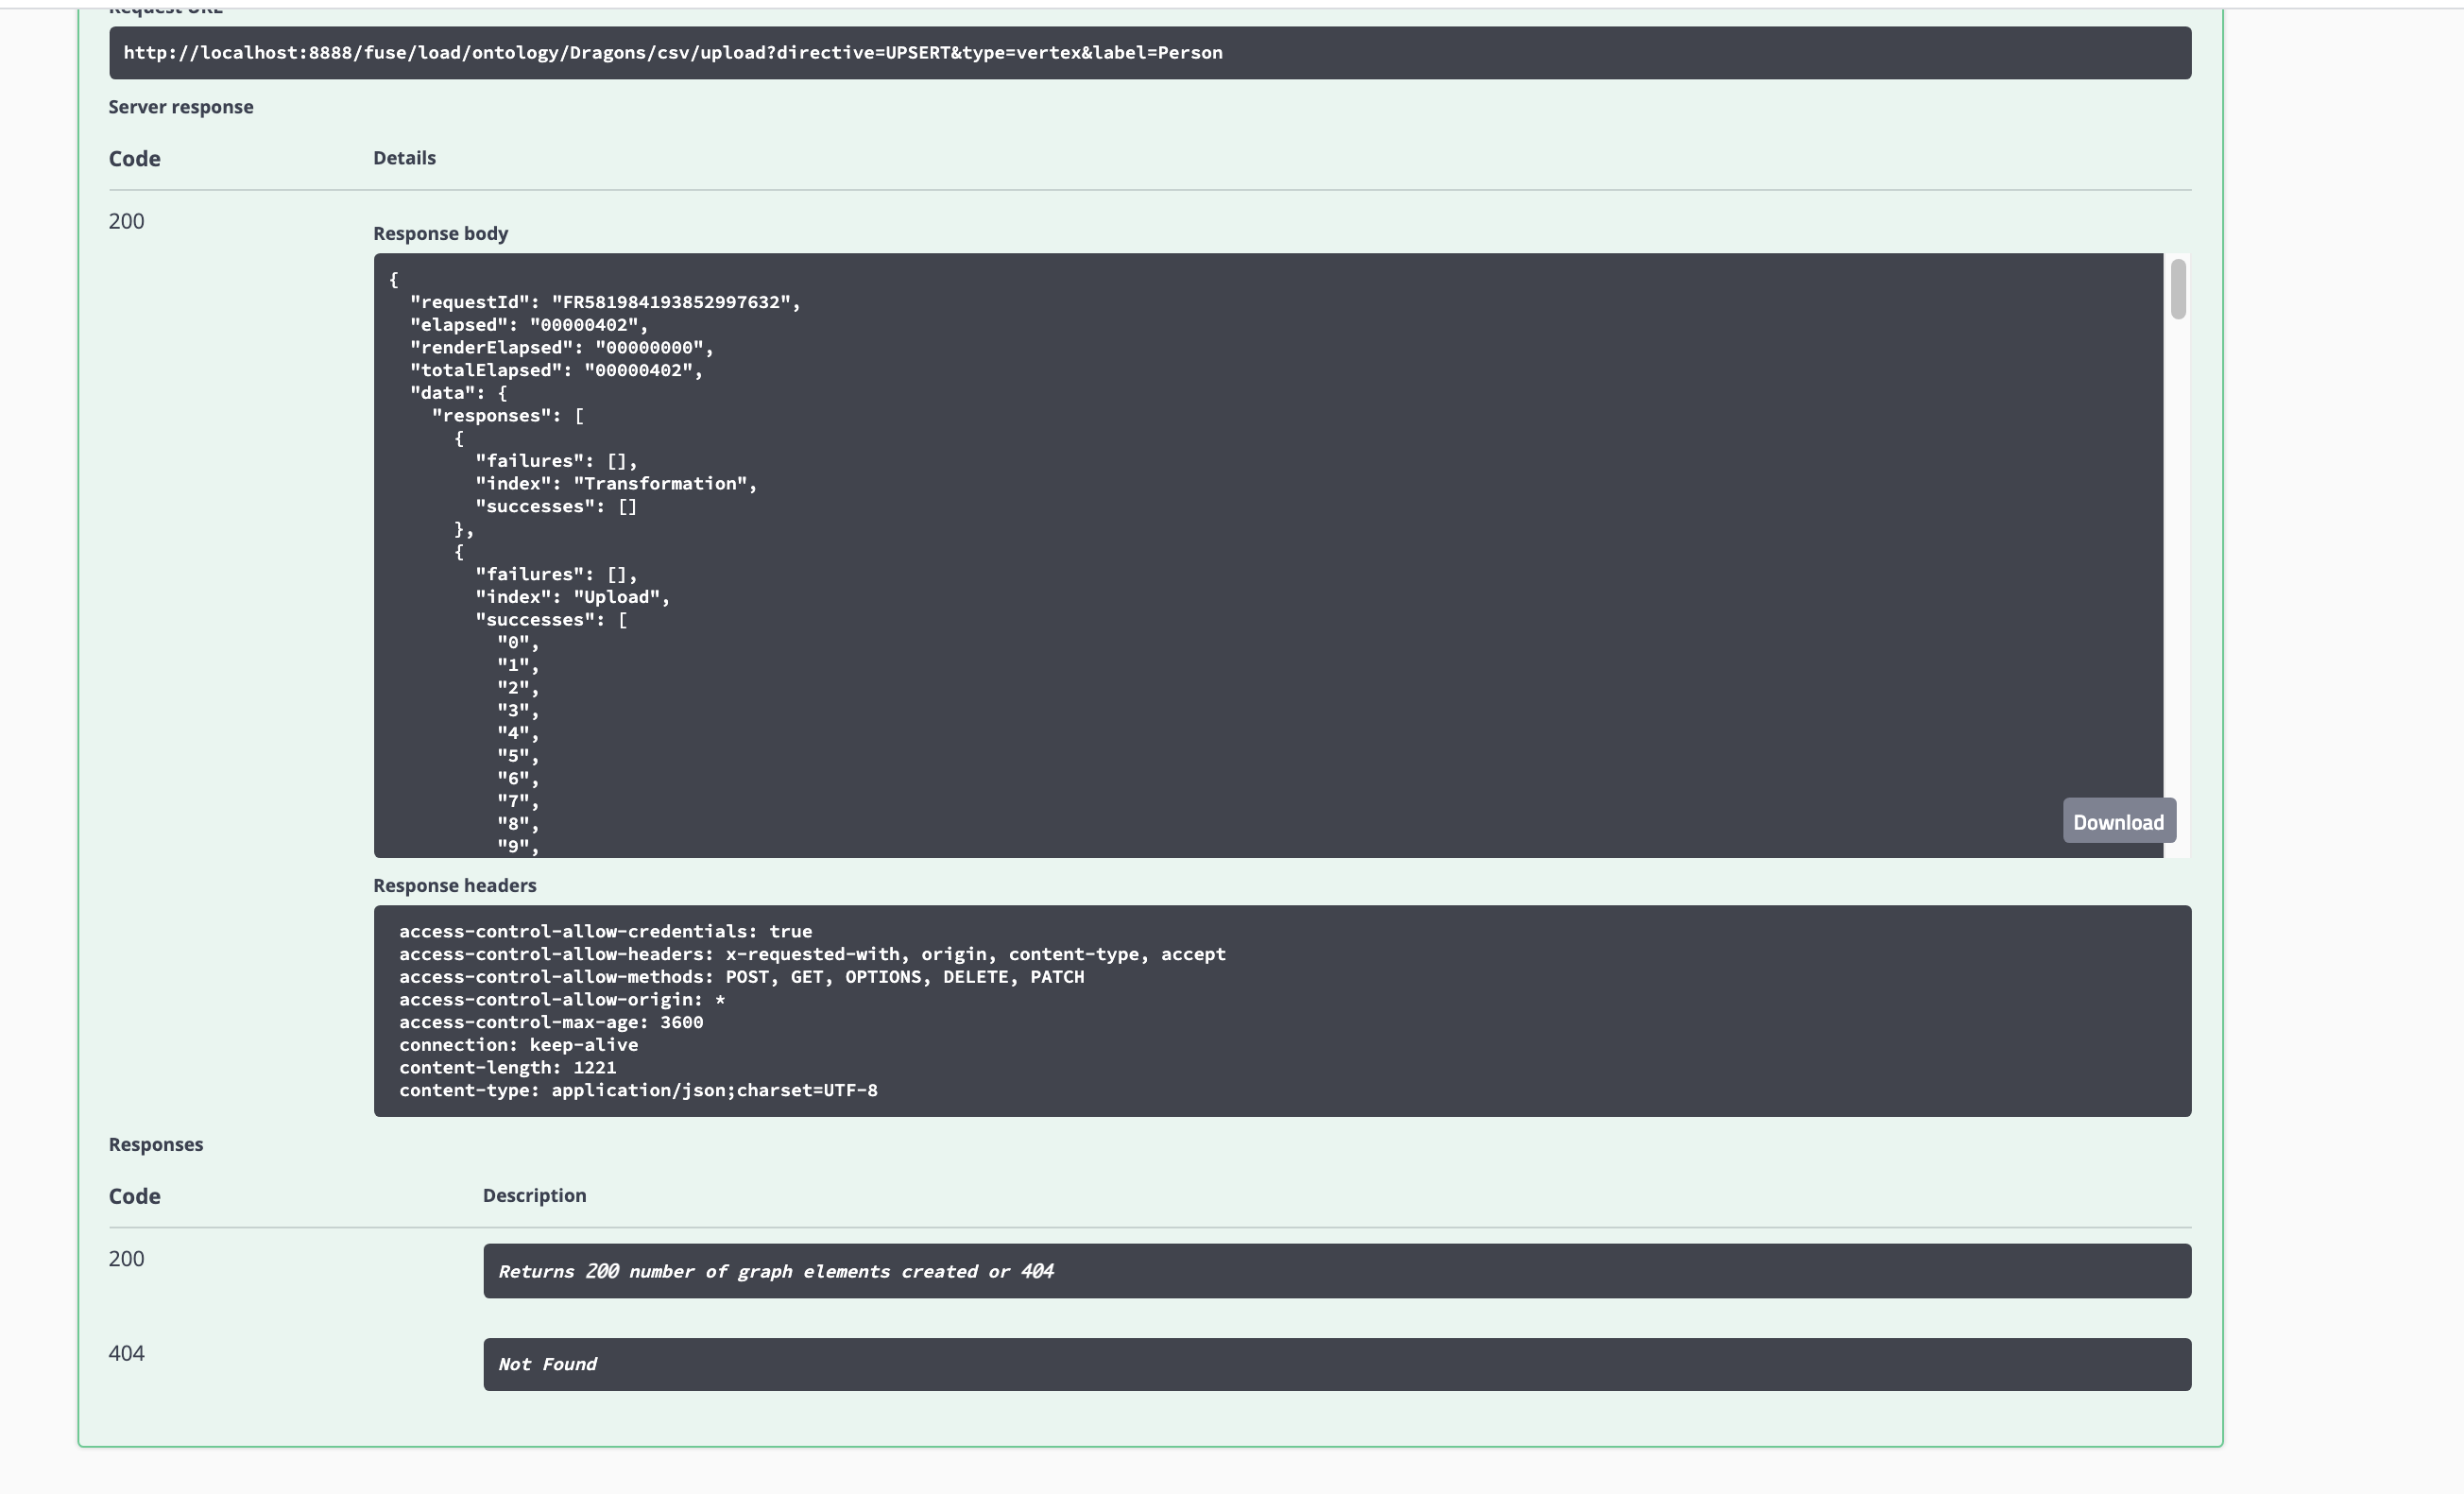 Request URL
http://localhost:8888/fuse/load/ontology/Dragons/csv/upload?directive=UPSERT&type=vertex&label=Person
Server response
Code Details
200
Response body
{
  "requestId": "FR581984193852997632",
  "elapsed": "00000402",
  "renderElapsed": "00000000",
  "totalElapsed": "00000402",
  "data": {
    "responses": [
      {
        "failures": [],
        "index": "Transformation",
        "successes": []
      },
      {
        "failures": [],
        "index": "Upload",
        "successes": [
          "0",
          "1",
          "2",
          "3",
          "4",
          "5",
          "6",
          "7",
          "8",
          "9",
Download
Response headers
access-control-allow-credentials: true
access-control-allow-headers: x-requested-with, origin, content-type, accept
access-control-allow-methods: POST, GET, OPTIONS, DELETE, PATCH
access-control-allow-origin: *
access-control-max-age: 3600
connection: keep-alive
content-length: 1221
content-type: application/json;charset=UTF-8
Responses
Code Description
200 Returns 200 number of graph elements created or 404
404 Not Found